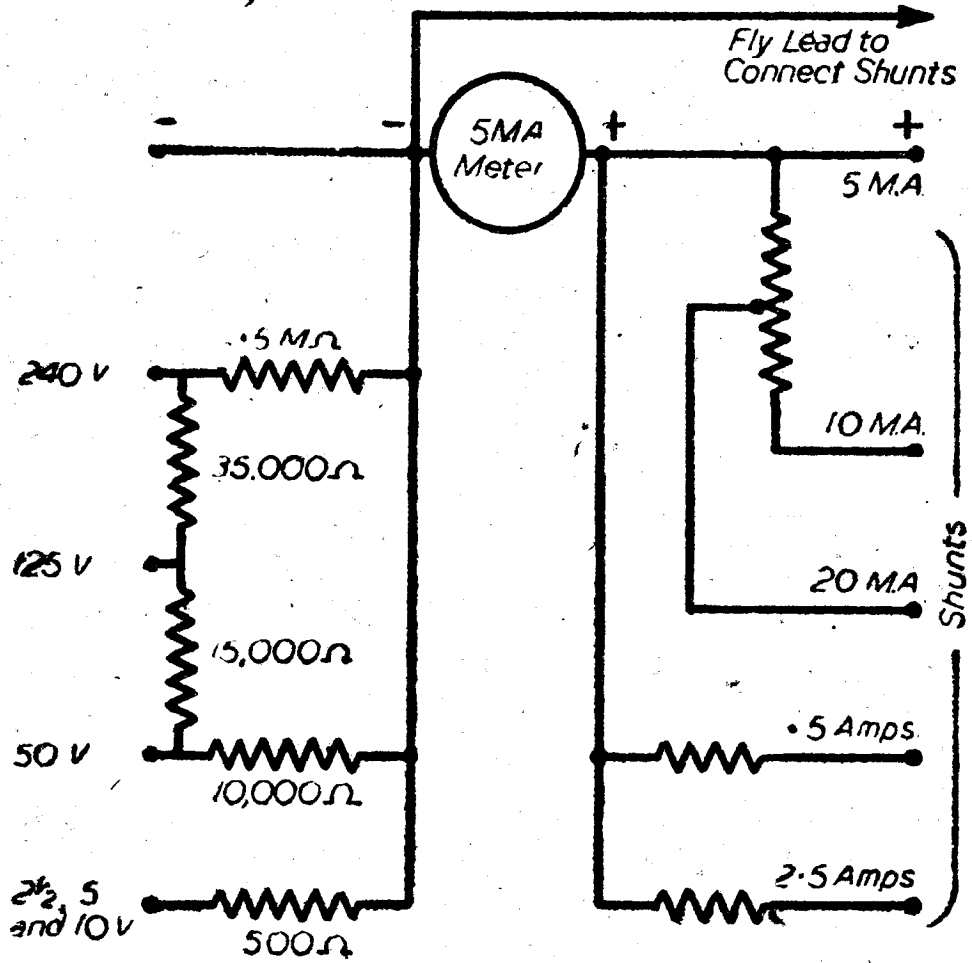 Fly Lead to
Connect Shunts
- - + +
5MA
Meter
5 M.A.
.5 MΩ
240 V
35.000Ω
10 M.A.
125 V
20 M.A
Shunts
15,000Ω
.5 Amps.
50 V
10,000Ω
2½, 5
and 10 V
2.5 Amps
500Ω